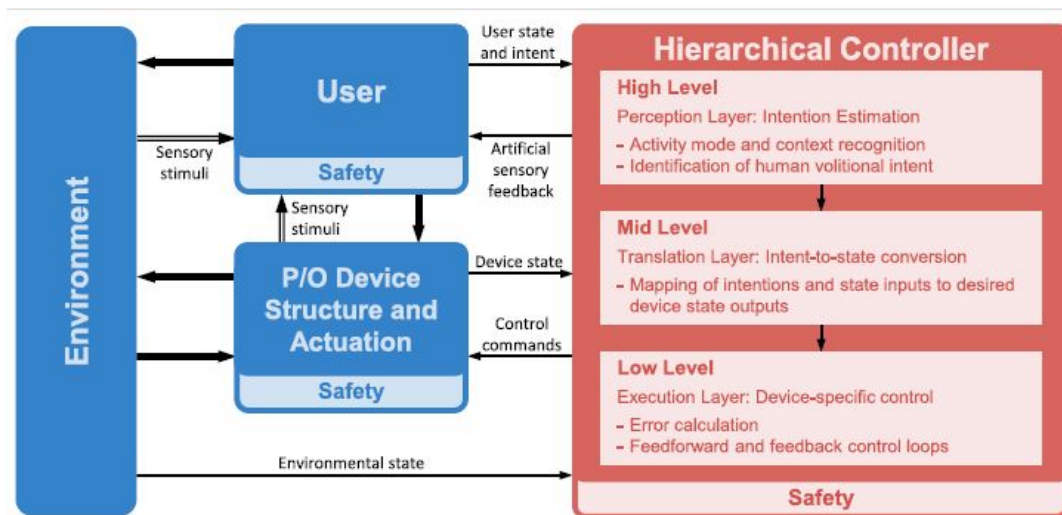 Environment
User
Safety
Sensory
stimuli
Sensory
stimuli
P/O Device
Structure and
Actuation
Safety
User state
and intent
Artificial
sensory
feedback
Device state
Control
commands
Environmental state
Hierarchical Controller
High Level
Perception Layer: Intention Estimation
- Activity mode and context recognition
- Identification of human volitional intent
Mid Level
Translation Layer: Intent-to-state conversion
- Mapping of intentions and state inputs to desired
device state outputs
Low Level
Execution Layer: Device-specific control
- Error calculation
- Feedforward and feedback control loops
Safety